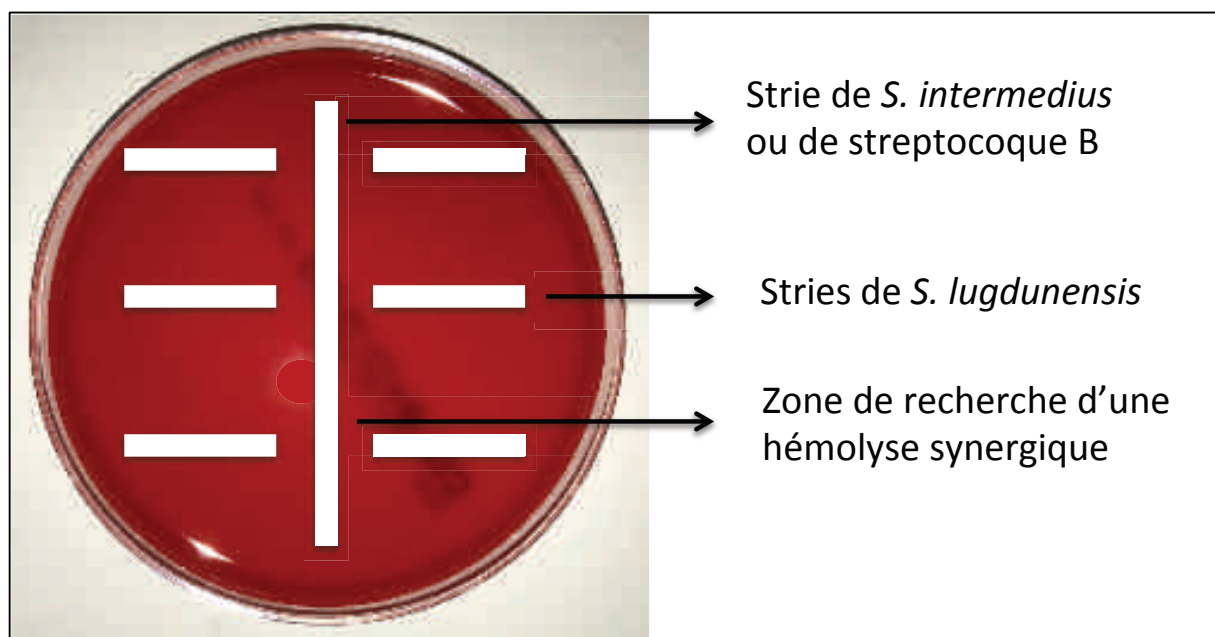 Strie de S. intermedius
ou de streptocoque B
Stries de S. lugdunensis
Zone de recherche d’une
hémolyse synergique